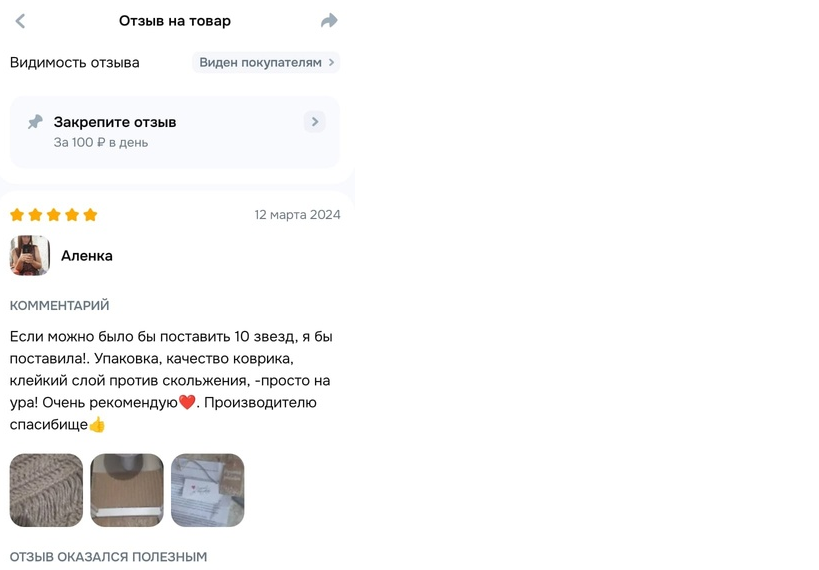 Отзыв на товар
Видимость отзыва Виден покупателям
Закрепите отзыв
За 100 ₽ в день
12 марта 2024
Аленка
КОММЕНТАРИЙ
Если можно было бы поставить 10 звезд, я бы
поставила!. Упаковка, качество коврика,
клейкий слой против скольжения, -просто на
ура! Очень рекомендую❤️. Производителю
спасибище👍
ОТЗЫВ ОКАЗАЛСЯ ПОЛЕЗНЫМ